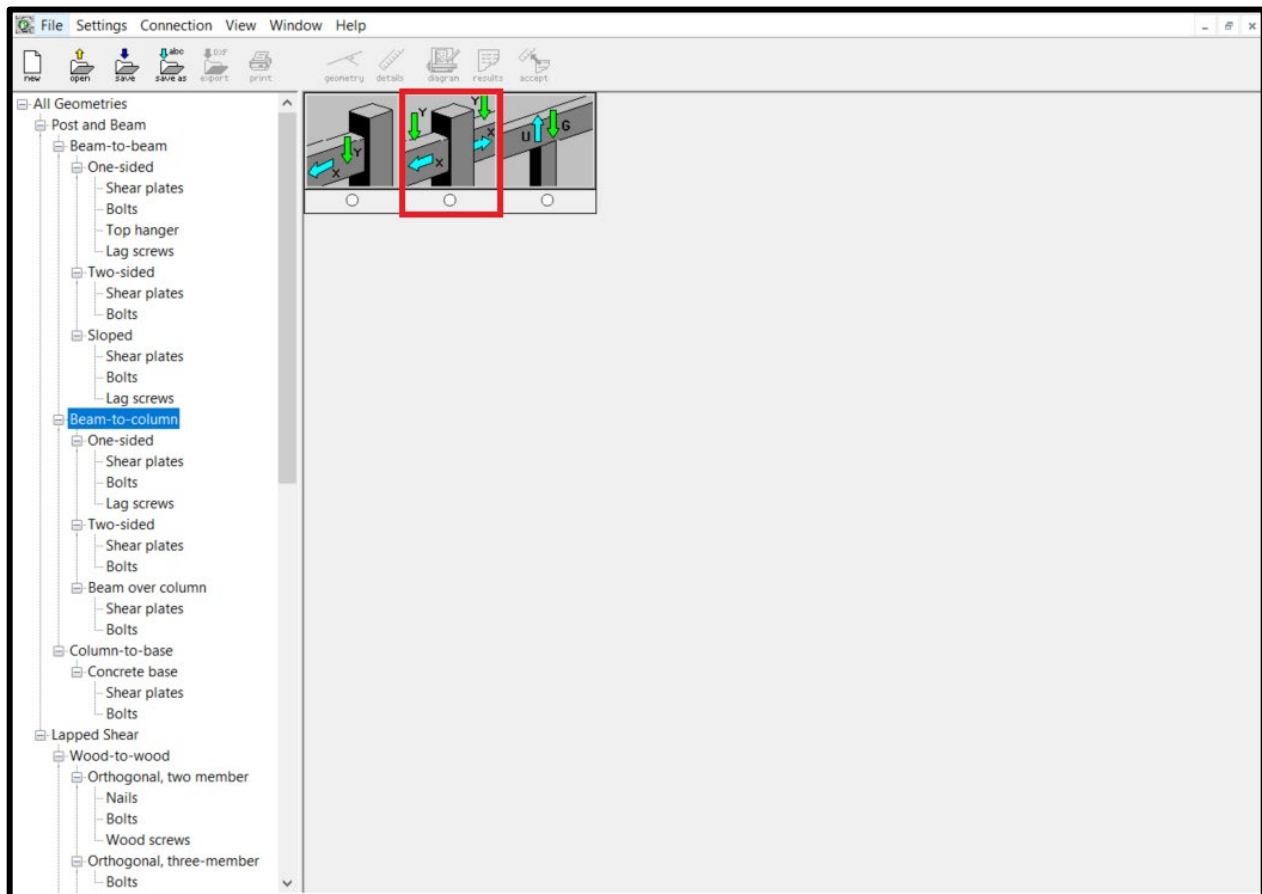 File Settings Connection View Window Help
abc DXF
new open save save as export print geometry details diagram results accept
All Geometries
Post and Beam
Beam-to-beam
One-sided
Shear plates
Bolts
Top hanger
Lag screws
Two-sided
Shear plates
Bolts
Sloped
Shear plates
Bolts
Lag screws
Beam-to-column
One-sided
Shear plates
Bolts
Lag screws
Two-sided
Shear plates
Bolts
Beam over column
Shear plates
Bolts
Column-to-base
Concrete base
Shear plates
Bolts
Lapped Shear
Wood-to-wood
Orthogonal, two member
Nails
Bolts
Wood screws
Orthogonal, three-member
Bolts
Y X
Y X Y X
U G